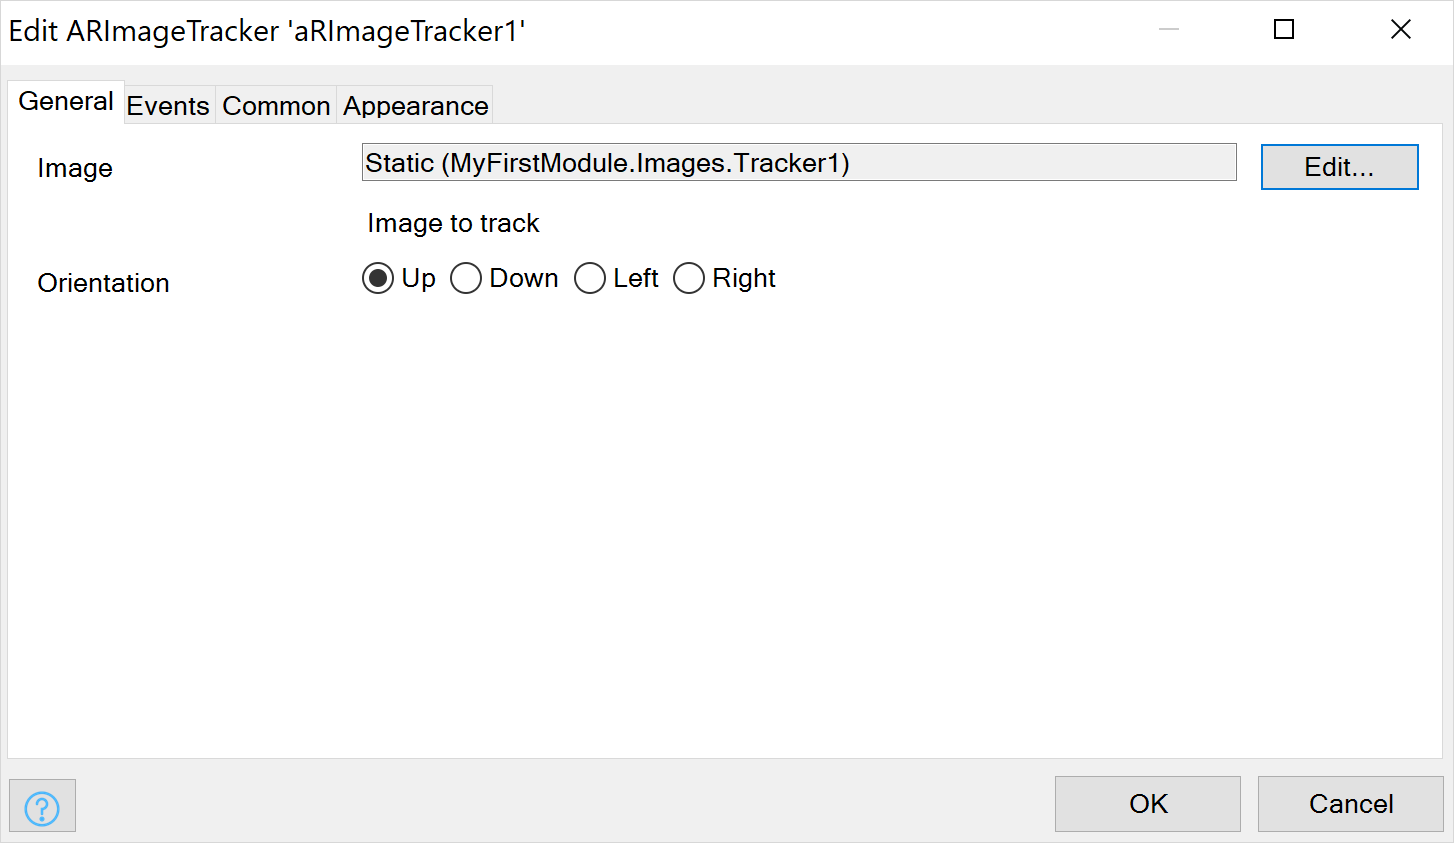 Edit ARImageTracker 'aRImageTracker1'
General Events Common Appearance
Image Static (MyFirstModule.Images.Tracker1) Edit...
Image to track
Orientation Up Down Left Right
? OK Cancel